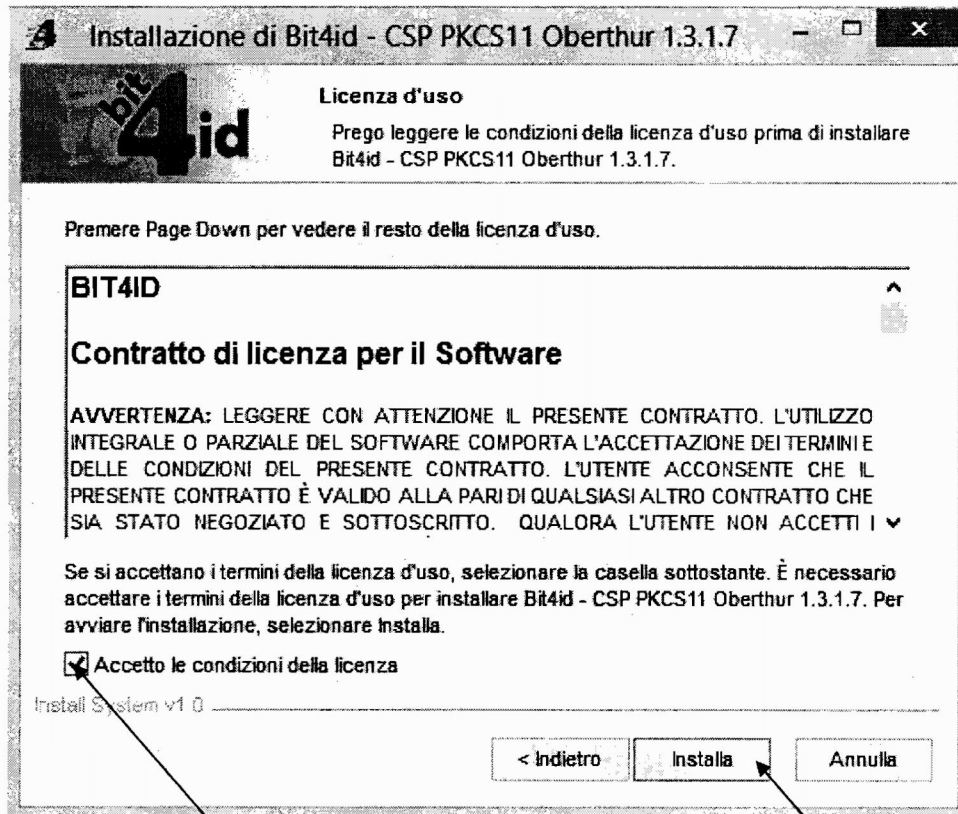 Installazione di Bit4id - CSP PKCS11 Oberthur 1.3.1.7
bit
4id
Licenza d'uso
Prego leggere le condizioni della licenza d'uso prima di installare
Bit4id - CSP PKCS11 Oberthur 1.3.1.7.
Premere Page Down per vedere il resto della licenza d'uso.
BIT4ID
Contratto di licenza per il Software
AVVERTENZA: LEGGERE CON ATTENZIONE IL PRESENTE CONTRATTO. L'UTILIZZO
INTEGRALE O PARZIALE DEL SOFTWARE COMPORTA L'ACCETTAZIONE DEI TERMINI E
DELLE CONDIZIONI DEL PRESENTE CONTRATTO. L'UTENTE ACCONSENTE CHE IL
PRESENTE CONTRATTO È VALIDO ALLA PARI DI QUALSIASI ALTRO CONTRATTO CHE
SIA STATO NEGOZIATO E SOTTOSCRITTO. QUALORA L'UTENTE NON ACCETTI I
Se si accettano i termini della licenza d'uso, selezionare la casella sottostante. È necessario
accettare i termini della licenza d'uso per installare Bit4id - CSP PKCS11 Oberthur 1.3.1.7. Per
avviare l'installazione, selezionare Installa.
Accetto le condizioni della licenza
Install System v1.0
< Indietro
Installa
Annulla